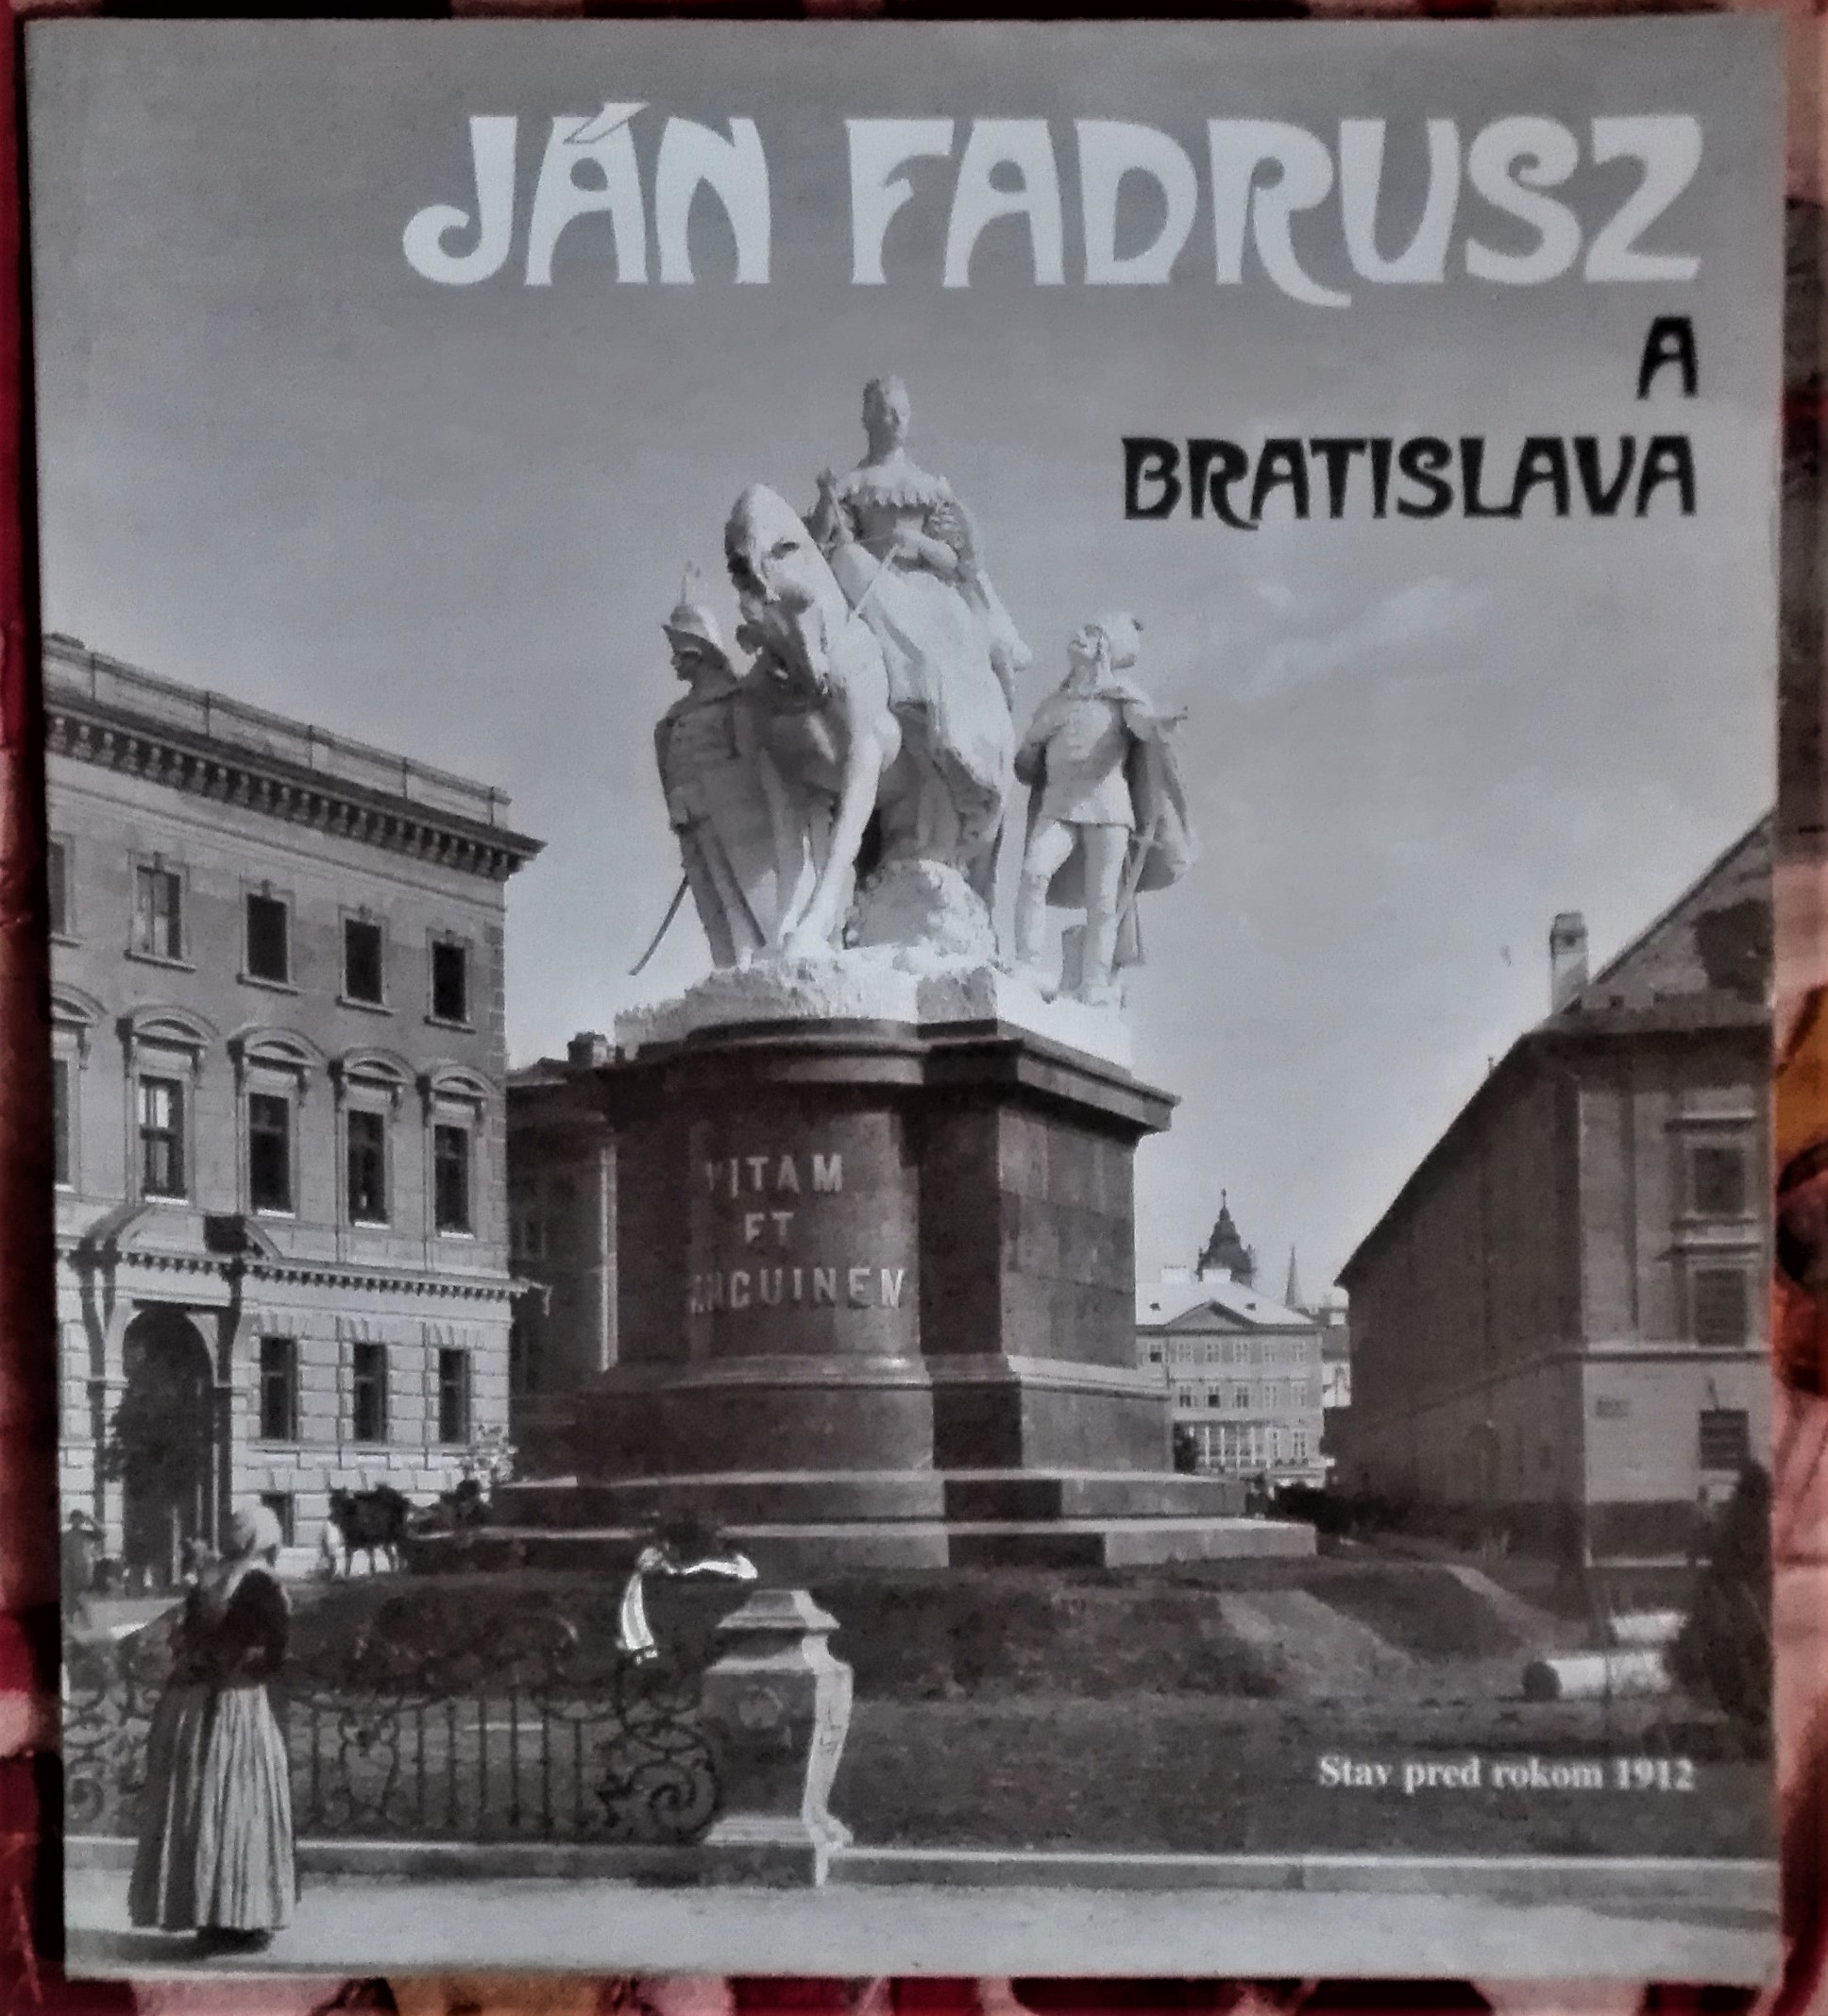 JÁN FADRUSZ
A
BRATISLAVA
VITAM
ET
Stav pred rokom 1912